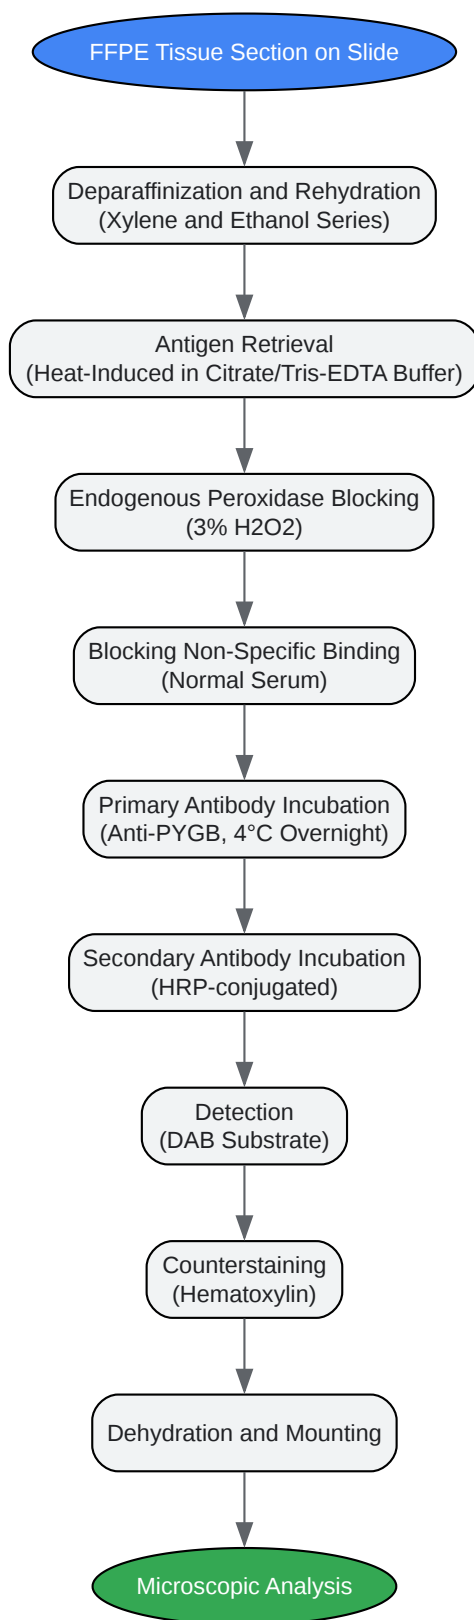 FFPE Tissue Section on Slide
Deparaffinization and Rehydration
(Xylene and Ethanol Series)
Antigen Retrieval
(Heat-Induced in Citrate/Tris-EDTA Buffer)
Endogenous Peroxidase Blocking
(3% H2O2)
Blocking Non-Specific Binding
(Normal Serum)
Primary Antibody Incubation
(Anti-PYGB, 4°C Overnight)
Secondary Antibody Incubation
(HRP-conjugated)
Detection
(DAB Substrate)
Counterstaining
(Hematoxylin)
Dehydration and Mounting
Microscopic Analysis